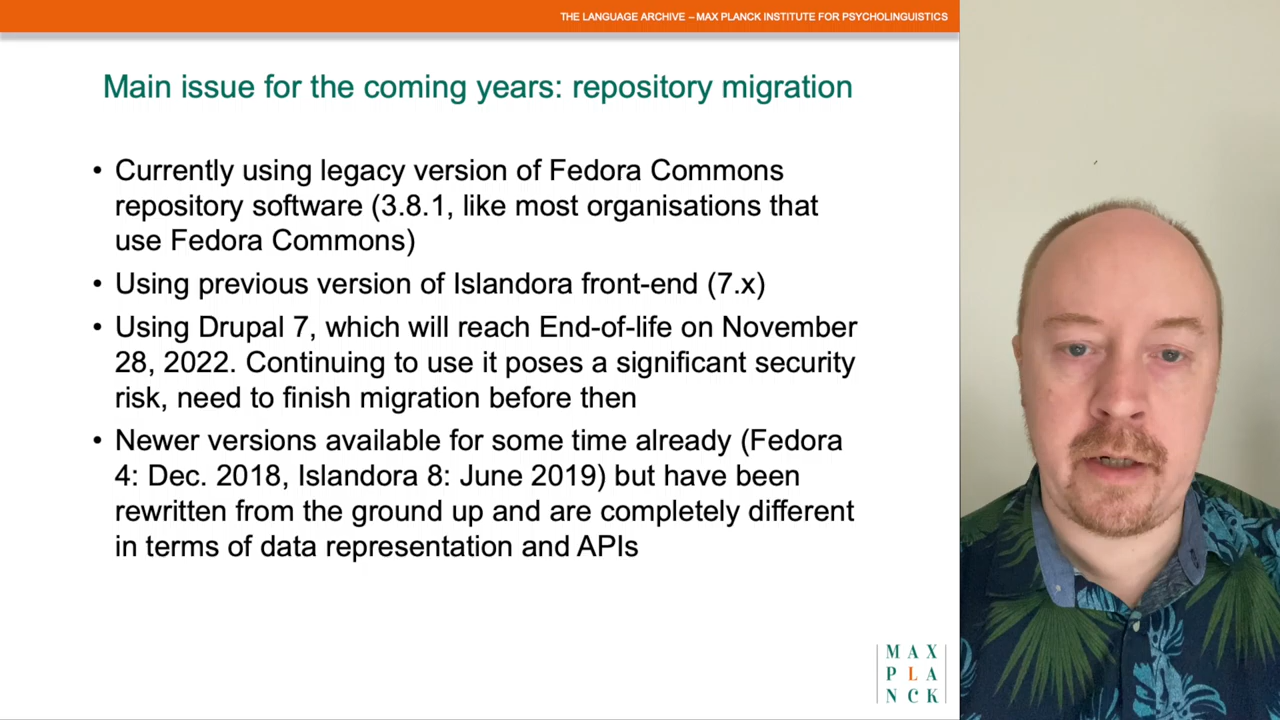 THE LANGUAGE ARCHIVE – MAX PLANCK INSTITUTE FOR PSYCHOLINGUISTICS
Main issue for the coming years: repository migration
• Currently using legacy version of Fedora Commons
repository software (3.8.1, like most organisations that
use Fedora Commons)
• Using previous version of Islandora front-end (7.x)
• Using Drupal 7, which will reach End-of-life on November
28, 2022. Continuing to use it poses a significant security
risk, need to finish migration before then
• Newer versions available for some time already (Fedora
4: Dec. 2018, Islandora 8: June 2019) but have been
rewritten from the ground up and are completely different
in terms of data representation and APIs
MAX
PLA
NCK